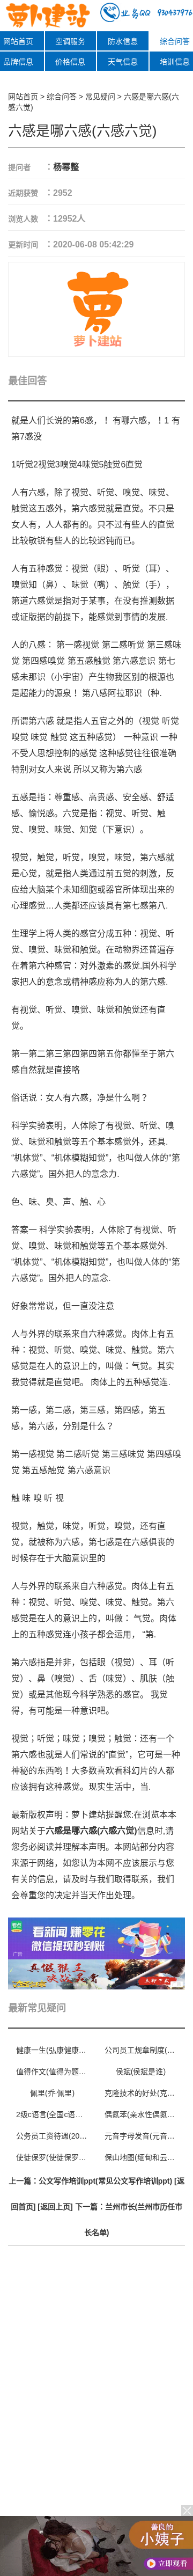 萝卜建站
24h 业务QQ 930437976
网站首页 空调服务 防水信息 综合问答
品牌信息 价格信息 天气信息 培训信息
网站首页 > 综合问答 > 常见疑问 > 六感是哪六感(六
感六觉)
六感是哪六感(六感六觉)
提问者 ：杨幂整
近期获赞 ：2952
浏览人数 ：12952人
更新时间 ：2020-06-08 05:42:29
萝卜建站
最佳回答
就是人们长说的第6感，！ 有哪六感，！1 有
第7感没
1听觉2视觉3嗅觉4味觉5触觉6直觉
人有六感，除了视觉、听觉、嗅觉、味觉、
触觉这五感外，第六感觉就是直觉。不只是
女人有，人人都有的。只不过有些人的直觉
比较敏锐有些人的比较迟钝而已。
人有五种感觉：视觉（眼）、听觉（耳）、
嗅觉知（鼻）、味觉（嘴）、触觉（手），
第道六感觉是指对于某事，在没有推测数据
或证版据的前提下，能感觉到事情的发展.
人的八感： 第一感视觉 第二感听觉 第三感味
觉 第四感嗅觉 第五感触觉 第六感意识 第七
感未那识（小宇宙）产生物我区别的根源也
是超能力的源泉！ 第八感阿拉耶识（种.
所谓第六感 就是指人五官之外的（视觉 听觉
嗅觉 味觉 触觉 这五种感觉） 一种意识 一种
不受人思想控制的感觉 这种感觉往往很准确
特别对女人来说 所以又称为第六感
五感是指：尊重感、高贵感、安全感、舒适
感、愉悦感。六觉是指：视觉、听觉、触
觉、嗅觉、味觉、知觉（下意识）。
视觉，触觉，听觉，嗅觉，味觉，第六感就
是心觉，就是指人类通过前五觉的刺激，反
应给大脑某个未知细胞或器官所体现出来的
心理感觉…人类都还应该具有第七感第八.
生理学上将人类的感官分成五种：视觉、听
觉、嗅觉、味觉和触觉。在动物界还普遍存
在着第六种感官：对外激素的感觉.国外科学
家把人的意念或精神感应称为人的第六感.
有视觉、听觉、嗅觉、味觉和触觉还有直
觉。
第一第二第三第四第四第五你都懂至于第六
感自然就是直接咯
俗话说：女人有六感，净是什么啊？
科学实验表明，人体除了有视觉、听觉、嗅
觉、味觉和触觉等五个基本感觉外，还具.
“机体觉”、“机体模糊知觉”，也叫做人体的“第
六感觉”。国外把人的意念力.
色、味、臭、声、触、心
答案一 科学实验表明，人体除了有视觉、听
觉、嗅觉、味觉和触觉等五个基本感觉外.
“机体觉”、“机体模糊知觉”，也叫做人体的“第
六感觉”。国外把人的意念.
好象常常说，但一直没注意
人与外界的联系来自六种感觉。肉体上有五
种：视觉、听觉、嗅觉、味觉、触觉。第六
感觉是在人的意识上的，叫做：气觉。其实
我觉得就是直觉吧。 肉体上的五种感觉连.
第一感，第二感，第三感，第四感，第五
感，第六感，分别是什么？
第一感视觉 第二感听觉 第三感味觉 第四感嗅
觉 第五感触觉 第六感意识
触 味 嗅 听 视
视觉，触觉，味觉，听觉，嗅觉，还有直
觉，就被称为六感，第七感是在六感俱丧的
时候存在于大脑意识里的
人与外界的联系来自六种感觉。肉体上有五
种：视觉、听觉、嗅觉、味觉、触觉。第六
感觉是在人的意识上的，叫做： 气觉。肉体
上的五种感觉连小孩子都会运用， “第.
第六感指是并非，包括眼（视觉）、耳（听
觉）、鼻（嗅觉）、舌（味觉）、肌肤（触
觉）或是其他现今科学熟悉的感官。 我觉
得，有可能是一种意识吧。
视觉；听觉；味觉；嗅觉；触觉：还有一个
第六感也就是人们常说的“直觉”，它可是一种
神秘的东西哟！大多数喜欢看科幻片的人都
应该拥有这种感觉。现实生活中，当.
最新版权声明：萝卜建站提醒您:在浏览本本
网站关于六感是哪六感(六感六觉)信息时,请
您务必阅读并理解本声明。本网站部分内容
来源于网络，如您认为本网不应该展示与您
有关的信息，请及时与我们取得联系，我们
会尊重您的决定并当天作出处理。
看新闻 赚零花
微信提现秒到账
广告
真假猴王
决战灵霄
最新常见疑问
健康一生(弘康健康... 公司员工规章制度(...
值得作文(值得为题... 侯斌(侯斌是谁)
佩里(乔·佩里) 克隆技术的好处(克...
2级c语言(全国c语... 偶氮苯(亲水性偶氮...
公务员工资待遇(20... 元音字母发音(元音...
使徒保罗(使徒保罗... 保山地图(缅甸和云...
上一篇：公文写作培训ppt(常见公文写作培训ppt) [返
回首页] [返回上页] 下一篇：兰州市长(兰州市历任市
长名单)
善良的
小姨子
立即观看